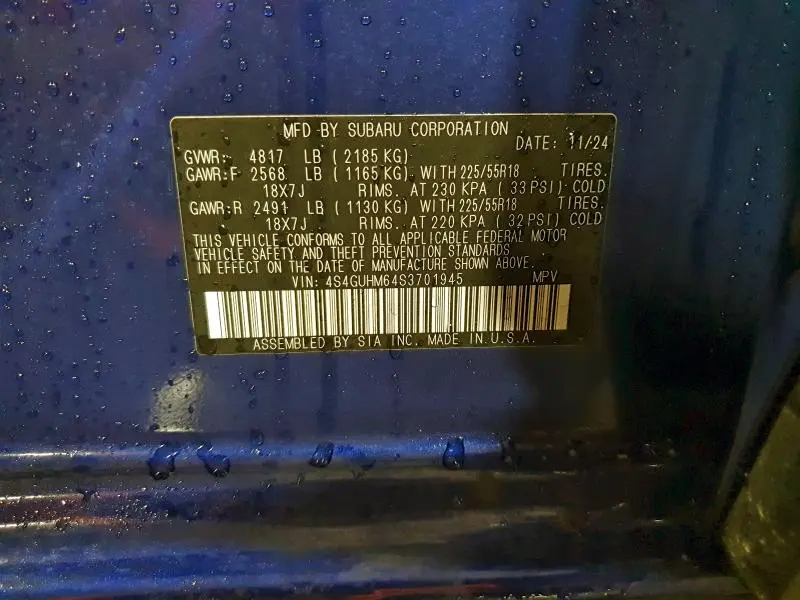 MFD BY SUBARU CORPORATION
DATE: 11/24
GVWR: 4817 LB (2185 KG)
GAWR:F 2568 LB (1165 KG) WITH 225/55R18 TIRES.
18X7J RIMS. AT 230 KPA (33 PSI) COLD
GAWR:R 2491 LB (1130 KG) WITH 225/55R18 TIRES.
18X7J RIMS. AT 220 KPA (32 PSI) COLD
THIS VEHICLE CONFORMS TO ALL APPLICABLE FEDERAL MOTOR
VEHICLE SAFETY AND THEFT PREVENTION STANDARDS
IN EFFECT ON THE DATE OF MANUFACTURE SHOWN ABOVE.
VIN: 4S4GUHM64S3701945 MPV
ASSEMBLED BY SIA INC. MADE IN U.S.A.